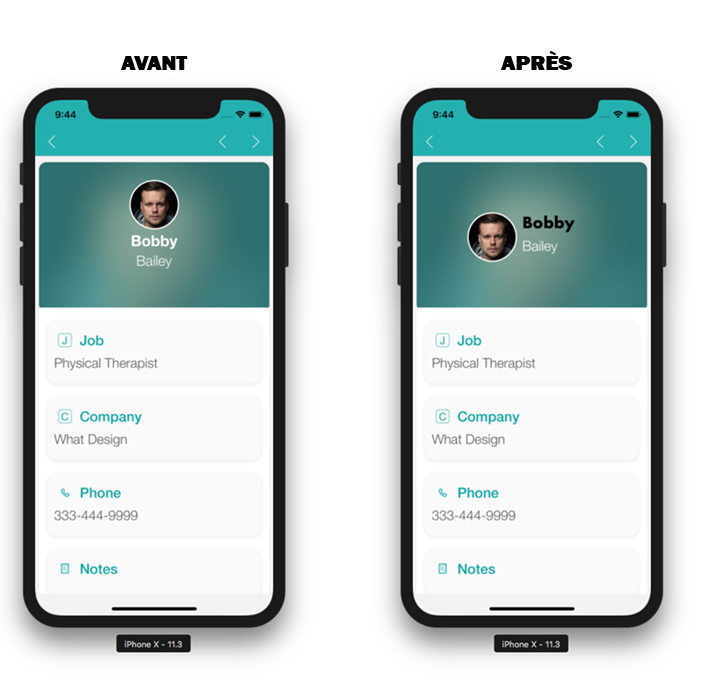 AVANT
9:44
Bobby
Bailey
J Job
Physical Therapist
C Company
What Design
Phone
333-444-9999
Notes
iPhone X - 11.3
APRÈS
9:44
Bobby
Bailey
J Job
Physical Therapist
C Company
What Design
Phone
333-444-9999
Notes
iPhone X - 11.3